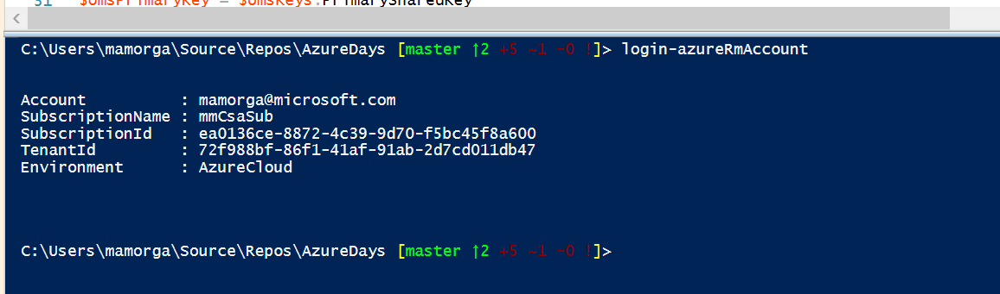 31 $omsPrimaryKey = $omsKeys.PrimarySharedKey
C:\Users\mamorga\Source\Repos\AzureDays [master ↑2 +5 ~1 -0 !]> login-azureRmAccount
Account : mamorga@microsoft.com
SubscriptionName : mmCsaSub
SubscriptionId : ea0136ce-8872-4c39-9d70-f5bc45f8a600
TenantId : 72f988bf-86f1-41af-91ab-2d7cd011db47
Environment : AzureCloud
C:\Users\mamorga\Source\Repos\AzureDays [master ↑2 +5 ~1 -0 !]>